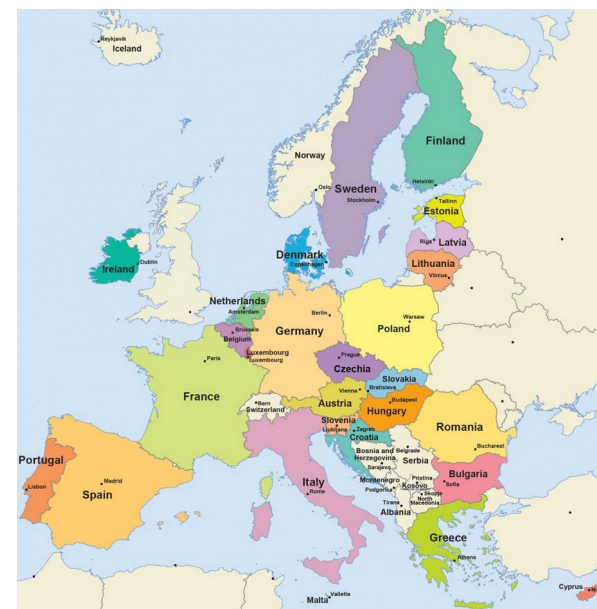 Reykjavik
Iceland
Finland
Norway
Helsinki
Oslo
Sweden
Stockholm
Tallinn
Estonia
Riga
Latvia
Denmark
Copenhagen
Lithuania
Vilnius
Dublin
Ireland
Netherlands
Amsterdam
Berlin
Warsaw
Poland
Brussels
Belgium
Germany
Luxembourg
Luxembourg
Prague
Czechia
Paris
France
Slovakia
Bratislava
Vienna
Austria
Budapest
Hungary
Bern
Switzerland
Slovenia
Ljubljana
Zagreb
Croatia
Romania
Bucharest
Bosnia and
Herzegovina
Sarajevo
Belgrade
Serbia
Portugal
Lisbon
Madrid
Spain
Italy
Rome
Montenegro
Podgorica
Pristina
Kosovo
Bulgaria
Sofia
Skopje
North
Macedonia
Tirana
Albania
Greece
Athens
Malta
Valletta
Cyprus